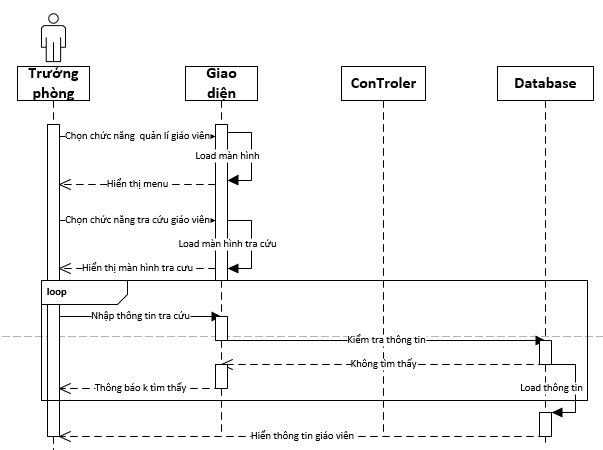 Trưởng
phòng
Giao
diện
ConTroler
Database
Chọn chức năng quản lí giáo viên
Load màn hình
Hiển thị menu
Chọn chức năng tra cứu giáo viên
Load màn hình tra cứu
Hiển thị màn hình tra cưu
loop
Nhập thông tin tra cứu
Kiểm tra thông tin
Không tìm thấy
Thông báo k tìm thấy
Load thông tin
Hiển thông tin giáo viên